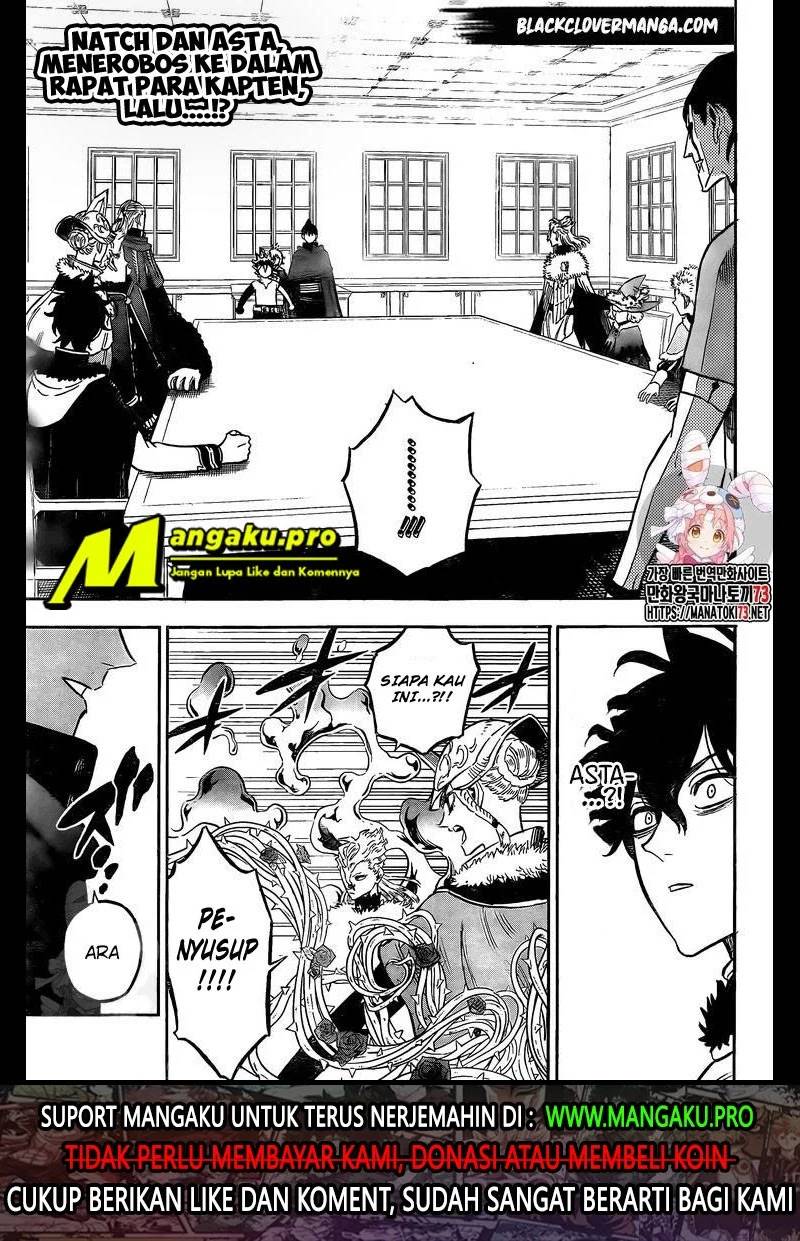 BLACKCLOVERMANGA.COM
NATCH DAN ASTA,
MENEROBOS KE DALAM
RAPAT PARA KAPTEN,
LALU......!?
..........!!!
Mangaku.pro
Jangan Lupa Like dan Komennya
가장 빠른 번역만화사이트
만화왕국마나토끼73
HTTPS://MANATOKI73.NET
ASTA-
...?!
SIAPA KAU
INI...?!!
PE-
NYUSUP
!!!!
ズズ
ARA
SUPORT MANGAKU UNTUK TERUS NERJEMAHIN DI : WWW.MANGAKU.PRO
TIDAK PERLU MEMBAYAR KAMI, DONASI ATAU MEMBELI KOIN
CUKUP BERIKAN LIKE DAN KOMENT, SUDAH SANGAT BERARTI BAGI KAMI